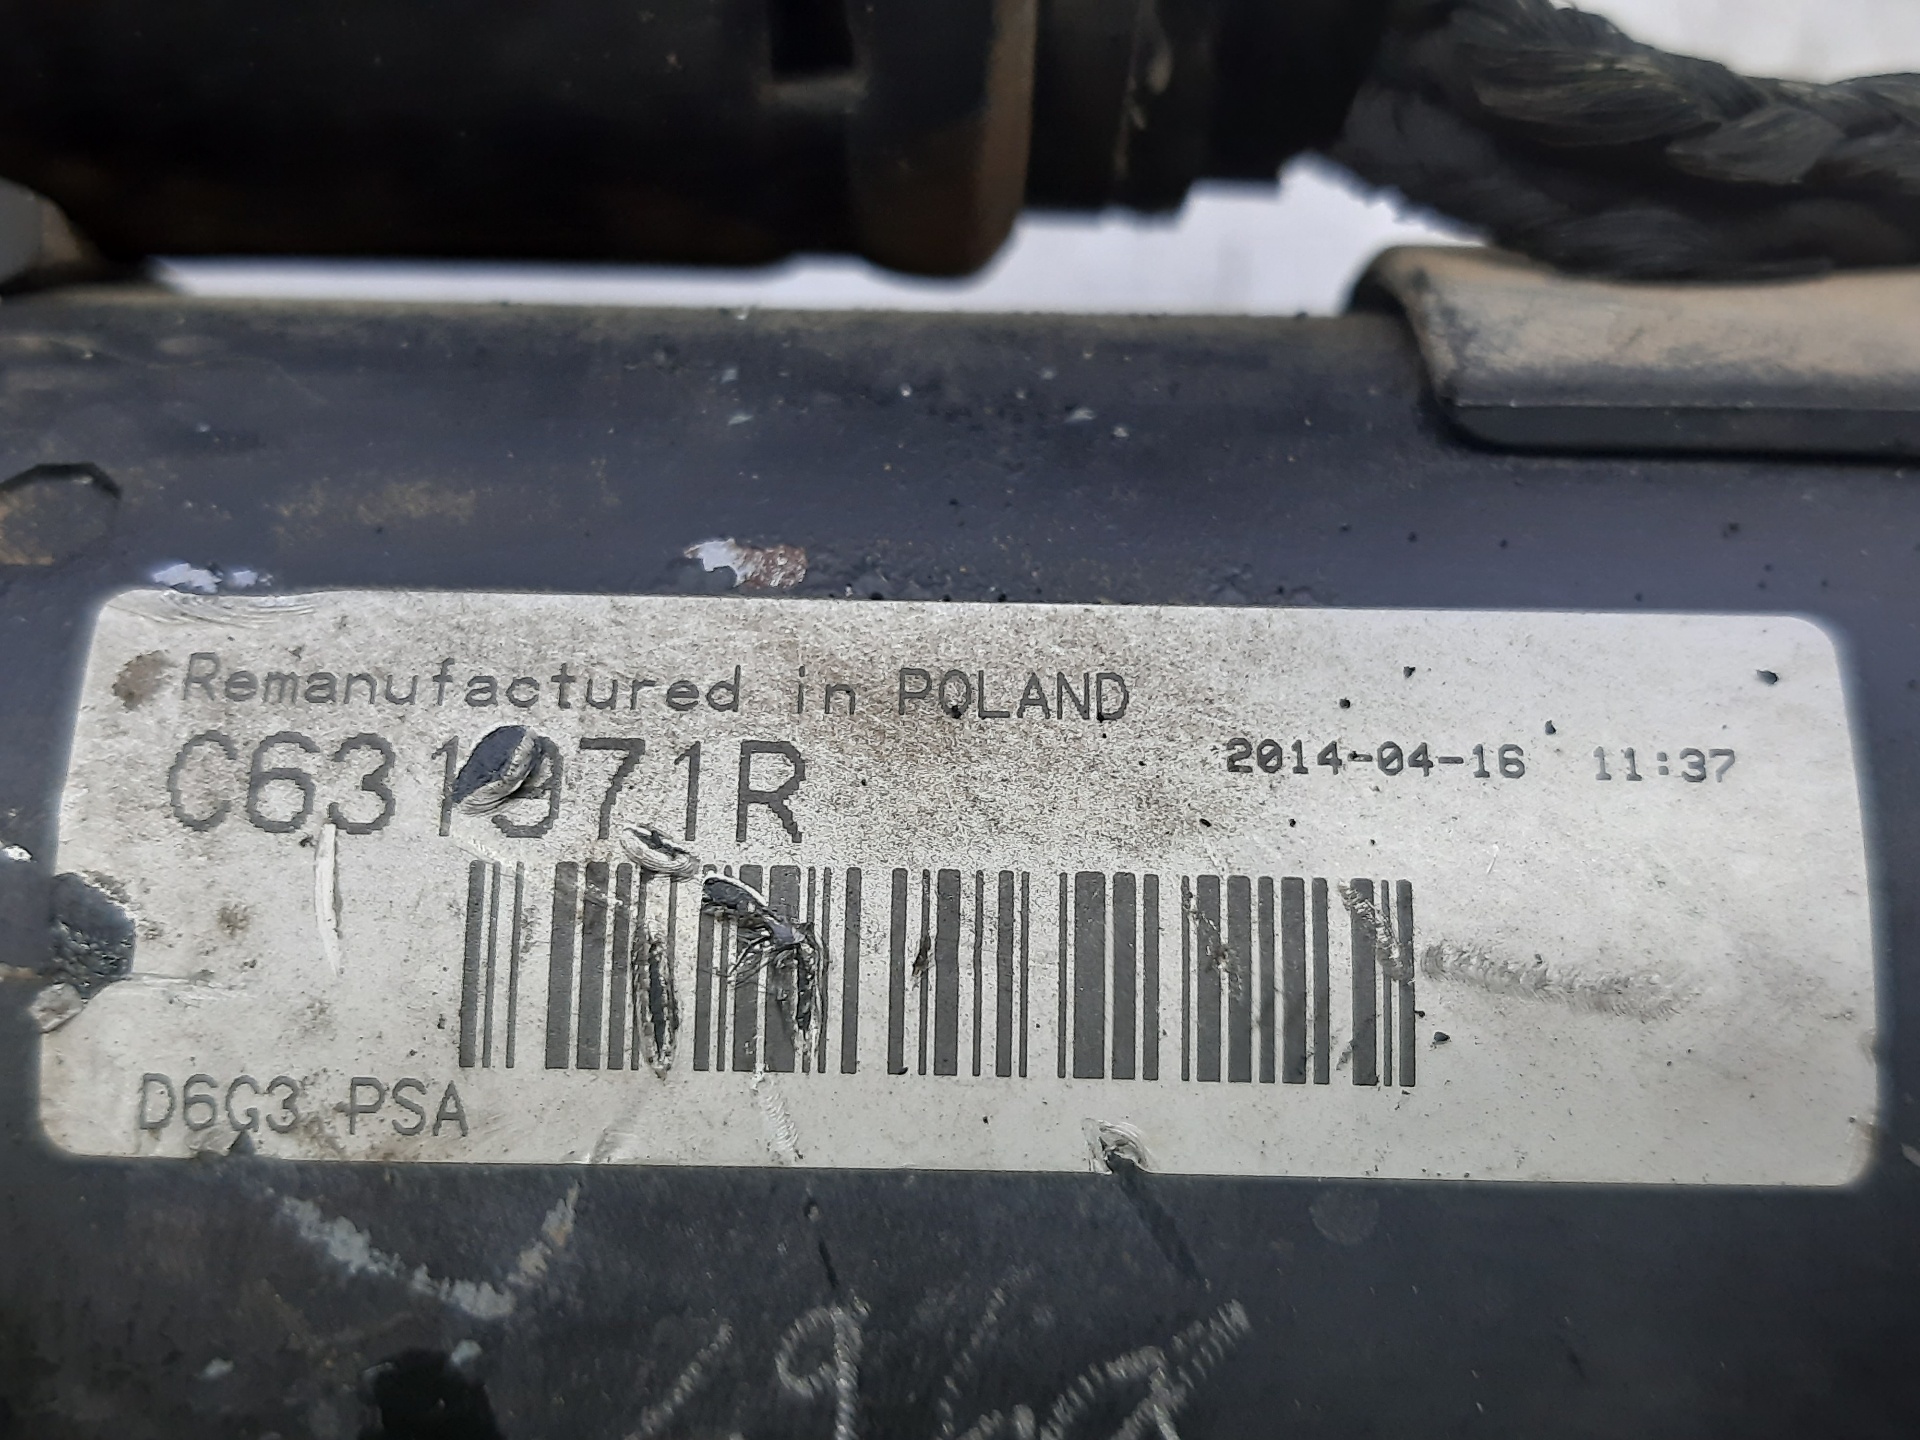 Remanufactured in POLAND
2014-04-16 11:37
D6G3 PSA